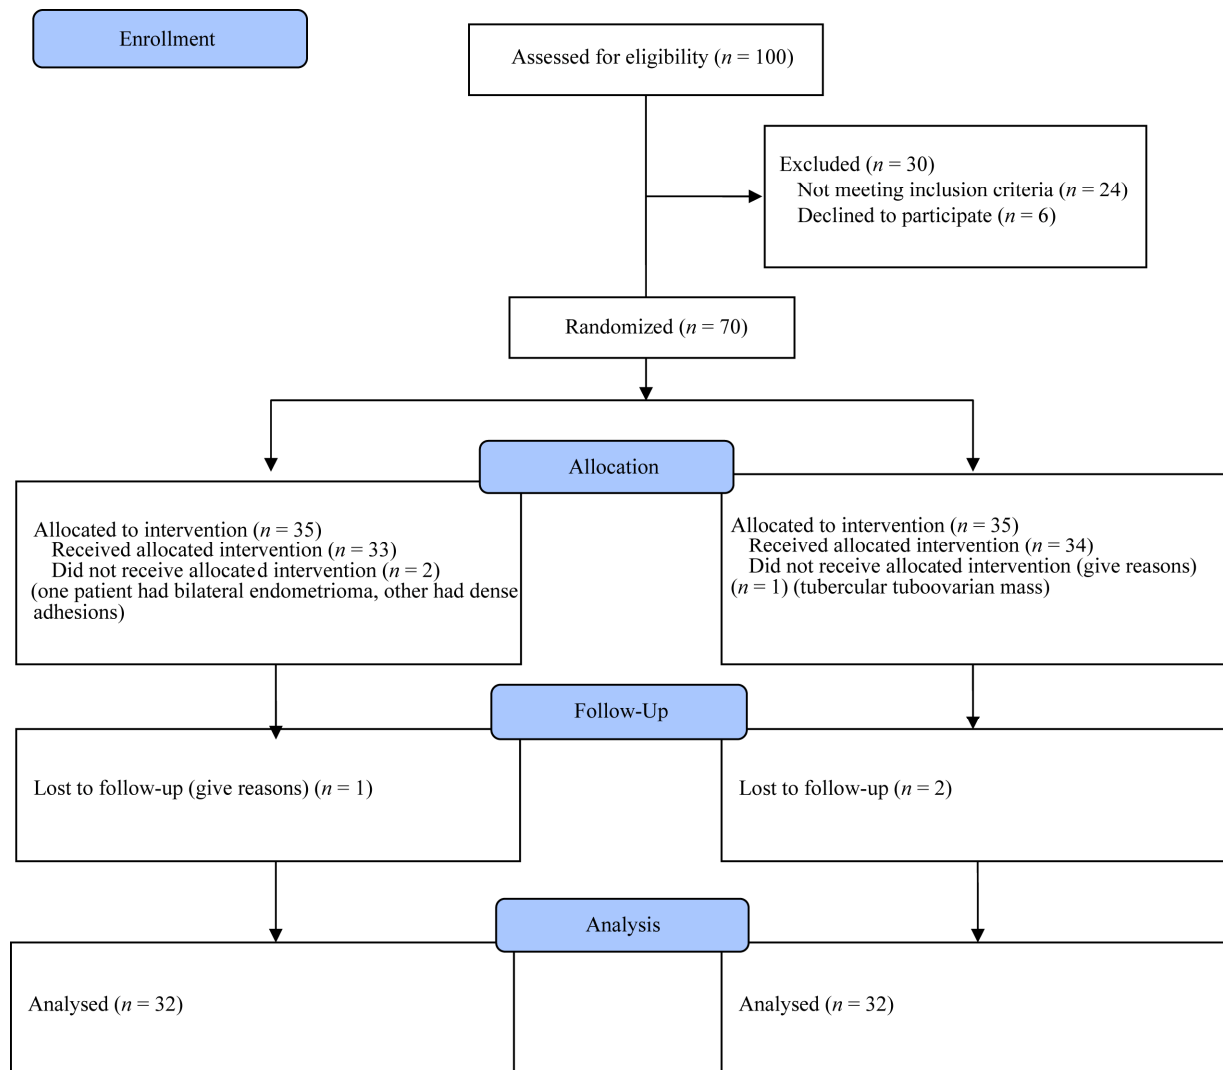 Enrollment
Assessed for eligibility (n = 100)
Excluded (n = 30)
Not meeting inclusion criteria (n = 24)
Declined to participate (n = 6)
Randomized (n = 70)
Allocation
Allocated to intervention (n = 35)
Received allocated intervention (n = 33)
Did not receive allocated intervention (n = 2)
(one patient had bilateral endometrioma, other had dense
adhesions)
Allocated to intervention (n = 35)
Received allocated intervention (n = 34)
Did not receive allocated intervention (give reasons)
(n = 1) (tubercular tuboovarian mass)
Follow-Up
Lost to follow-up (give reasons) (n = 1)
Lost to follow-up (n = 2)
Analysis
Analysed (n = 32)
Analysed (n = 32)